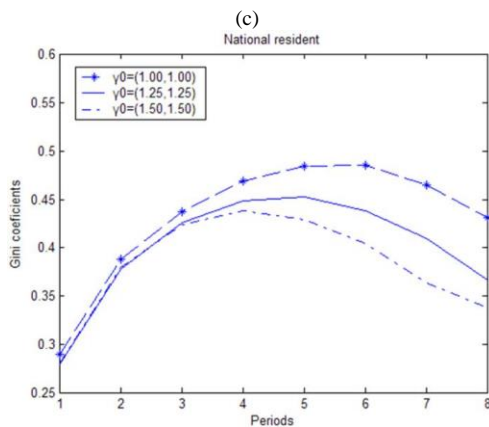 (c)
National resident
γ0=(1.00,1.00)
γ0=(1.25,1.25)
γ0=(1.50,1.50)
Gini coeficients
0.6
0.55
0.5
0.45
0.4
0.35
0.3
0.25
1 2 3 4 5 6 7 8
Periods